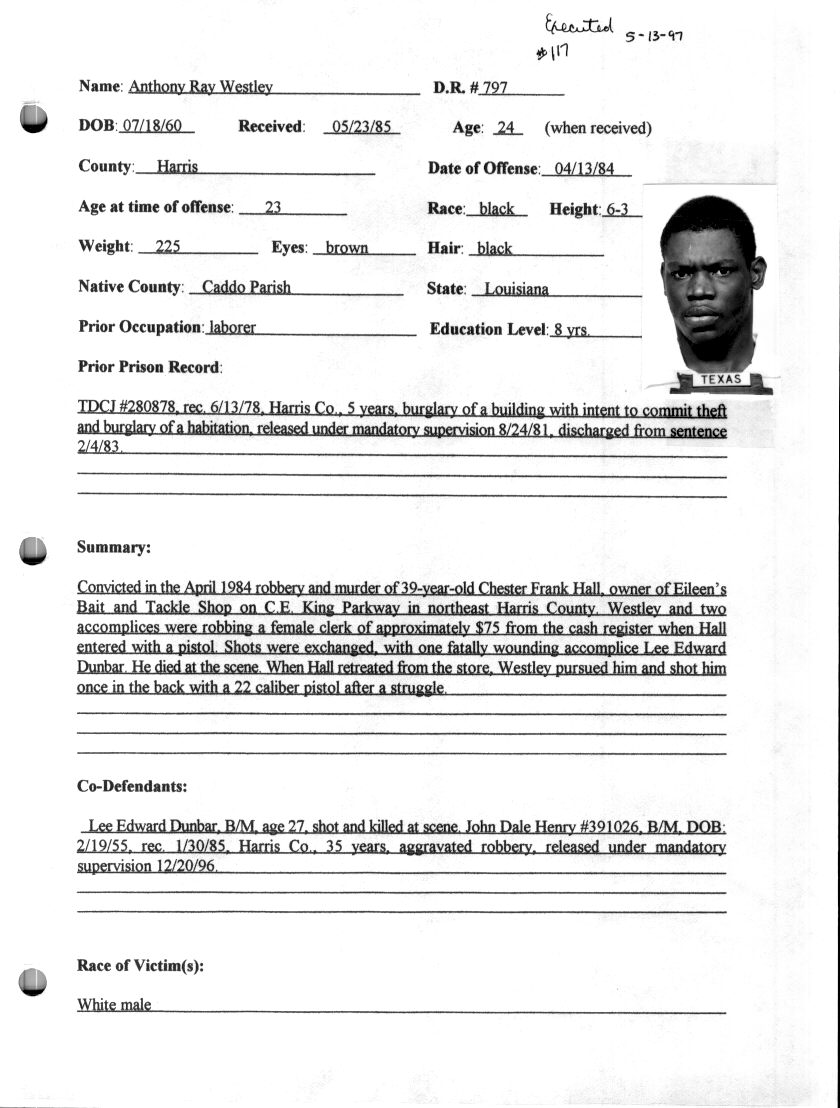 Executed 5-13-97
#117
Name: Anthony Ray Westley D.R. # 797
DOB: 07/18/60 Received: 05/23/85 Age: 24 (when received)
County: Harris Date of Offense: 04/13/84
Age at time of offense: 23 Race: black Height: 6-3
Weight: 225 Eyes: brown Hair: black
Native County: Caddo Parish State: Louisiana
Prior Occupation: laborer Education Level: 8 yrs.
Prior Prison Record:
TEXAS
TDCJ #280878, rec. 6/13/78, Harris Co., 5 years, burglary of a building with intent to commit theft
and burglary of a habitation, released under mandatory supervision 8/24/81, discharged from sentence
2/4/83.
Summary:
Convicted in the April 1984 robbery and murder of 39-year-old Chester Frank Hall, owner of Eileen's
Bait and Tackle Shop on C.E. King Parkway in northeast Harris County. Westley and two
accomplices were robbing a female clerk of approximately $75 from the cash register when Hall
entered with a pistol. Shots were exchanged, with one fatally wounding accomplice Lee Edward
Dunbar. He died at the scene. When Hall retreated from the store, Westley pursued him and shot him
once in the back with a 22 caliber pistol after a struggle.
Co-Defendants:
Lee Edward Dunbar, B/M, age 27, shot and killed at scene. John Dale Henry #391026, B/M, DOB:
2/19/55, rec. 1/30/85, Harris Co., 35 years, aggravated robbery, released under mandatory
supervision 12/20/96.
Race of Victim(s):
White male